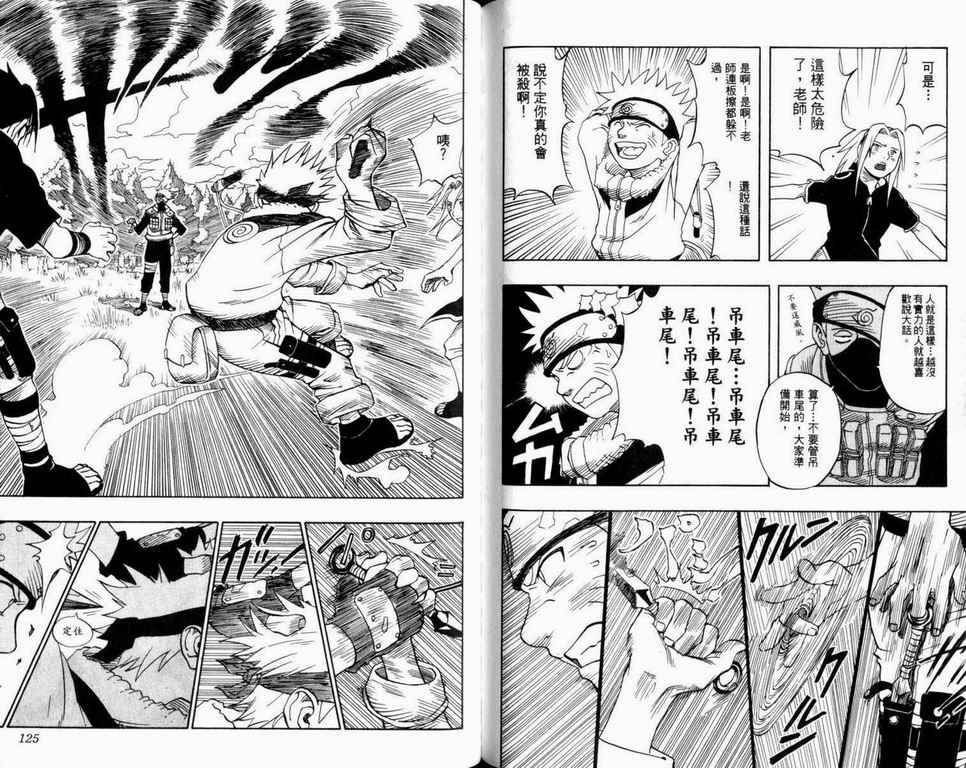 可是…
這樣太危險
了，老師！
是啊！是啊！老
師連板擦都躲不
過，
還說這種話
！
說不定你真的會
被殺啊！
人就是這樣…越沒
有實力的人就越喜
歡說大話。
算了…不要管吊
車尾的，大家準
備開始，
不要逞威風
吊車尾…吊車尾
！吊車尾！吊車
尾！吊車尾！吊
車尾！
ムカ
クルン
クルン
咦？
ガッ
定住
125